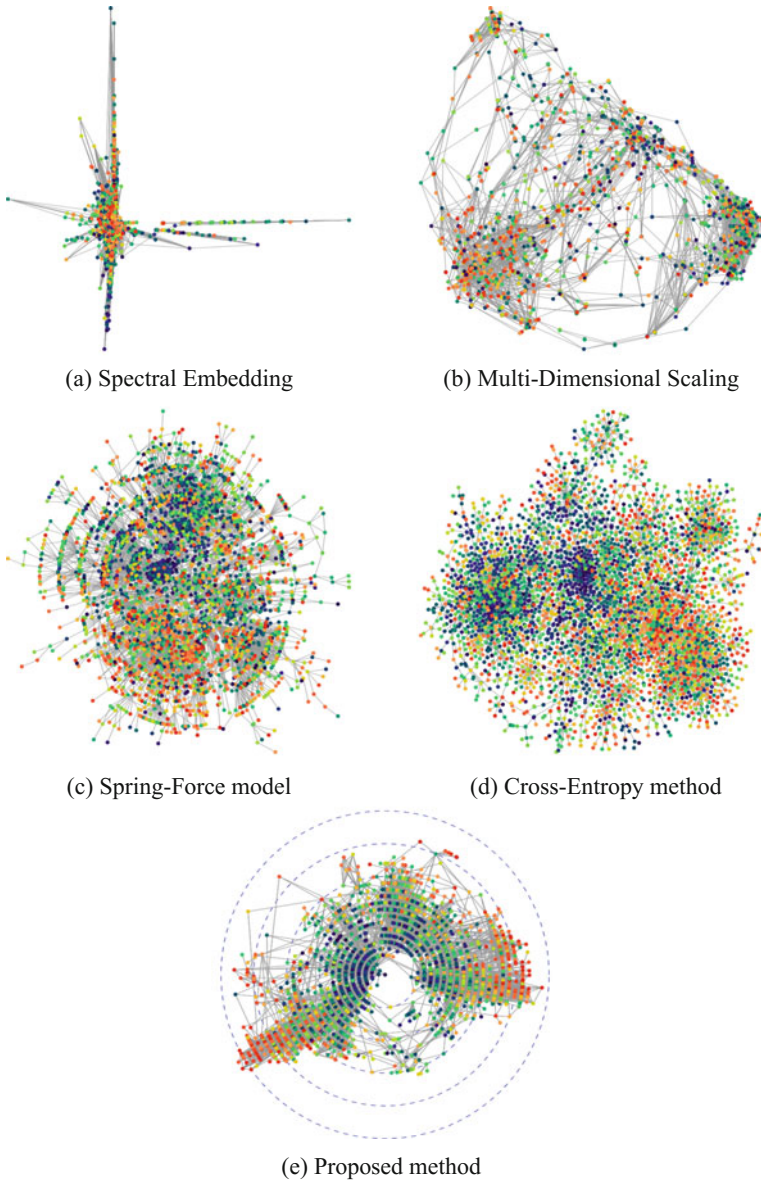 (a) Spectral Embedding
(b) Multi-Dimensional Scaling
(c) Spring-Force model
(d) Cross-Entropy method
(e) Proposed method